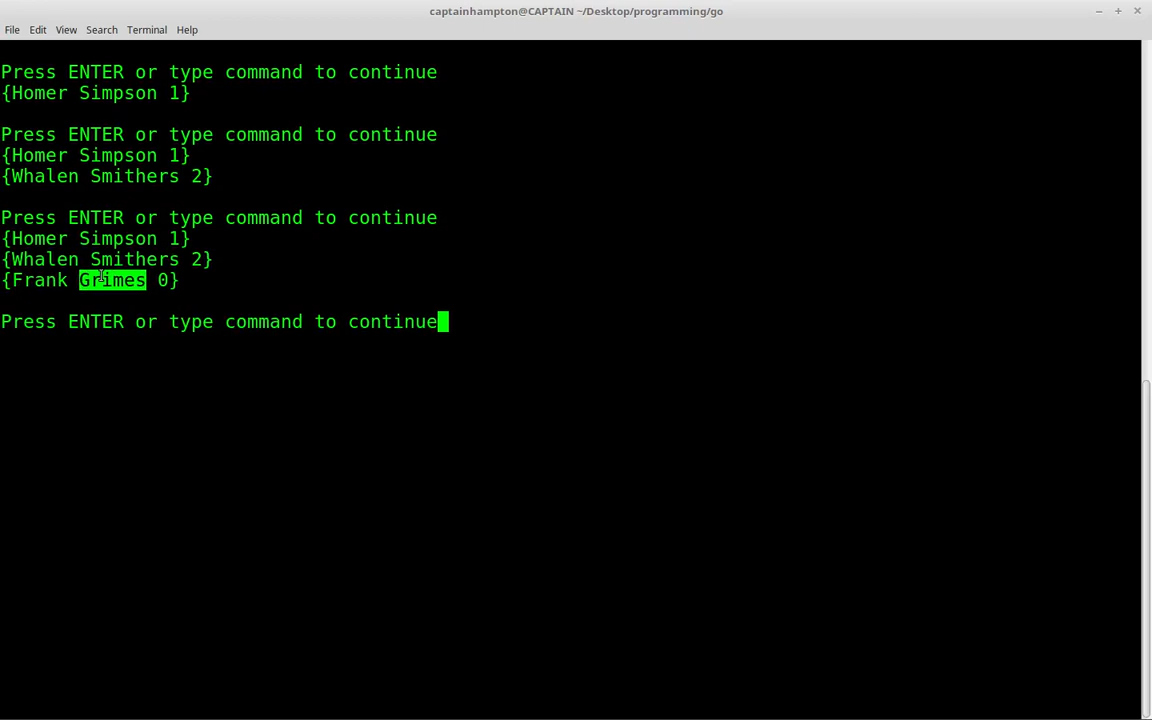 captainhampton@CAPTAIN ~/Desktop/programming/go
File Edit View Search Terminal Help
Press ENTER or type command to continue
{Homer Simpson 1}
Press ENTER or type command to continue
{Homer Simpson 1}
{Whalen Smithers 2}
Press ENTER or type command to continue
{Homer Simpson 1}
{Whalen Smithers 2}
{Frank Grimes 0}
Press ENTER or type command to continue